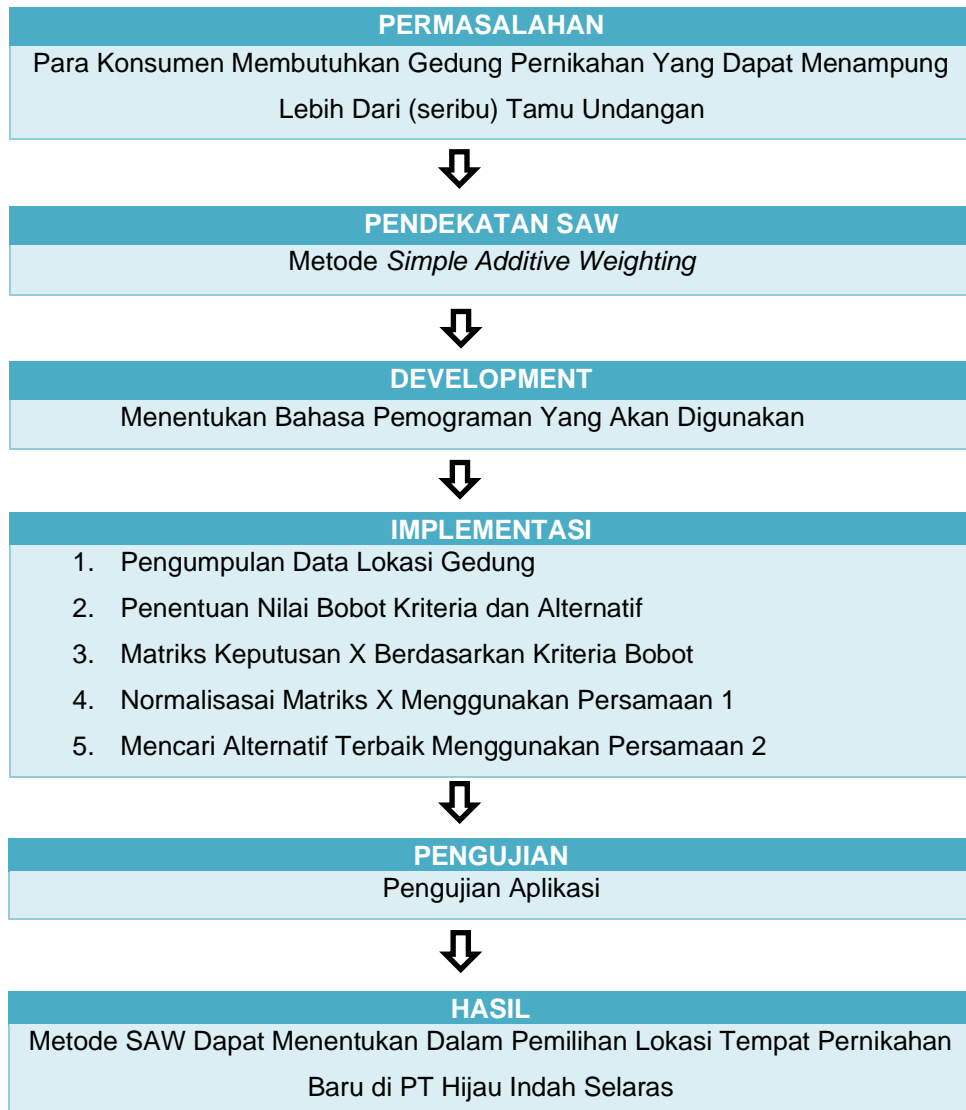 PERMASALAHAN
Para Konsumen Membutuhkan Gedung Pernikahan Yang Dapat Menampung
Lebih Dari (seribu) Tamu Undangan
PENDEKATAN SAW
Metode Simple Additive Weighting
DEVELOPMENT
Menentukan Bahasa Pemograman Yang Akan Digunakan
IMPLEMENTASI
1. Pengumpulan Data Lokasi Gedung
2. Penentuan Nilai Bobot Kriteria dan Alternatif
3. Matriks Keputusan X Berdasarkan Kriteria Bobot
4. Normalisasai Matriks X Menggunakan Persamaan 1
5. Mencari Alternatif Terbaik Menggunakan Persamaan 2
PENGUJIAN
Pengujian Aplikasi
HASIL
Metode SAW Dapat Menentukan Dalam Pemilihan Lokasi Tempat Pernikahan
Baru di PT Hijau Indah Selaras